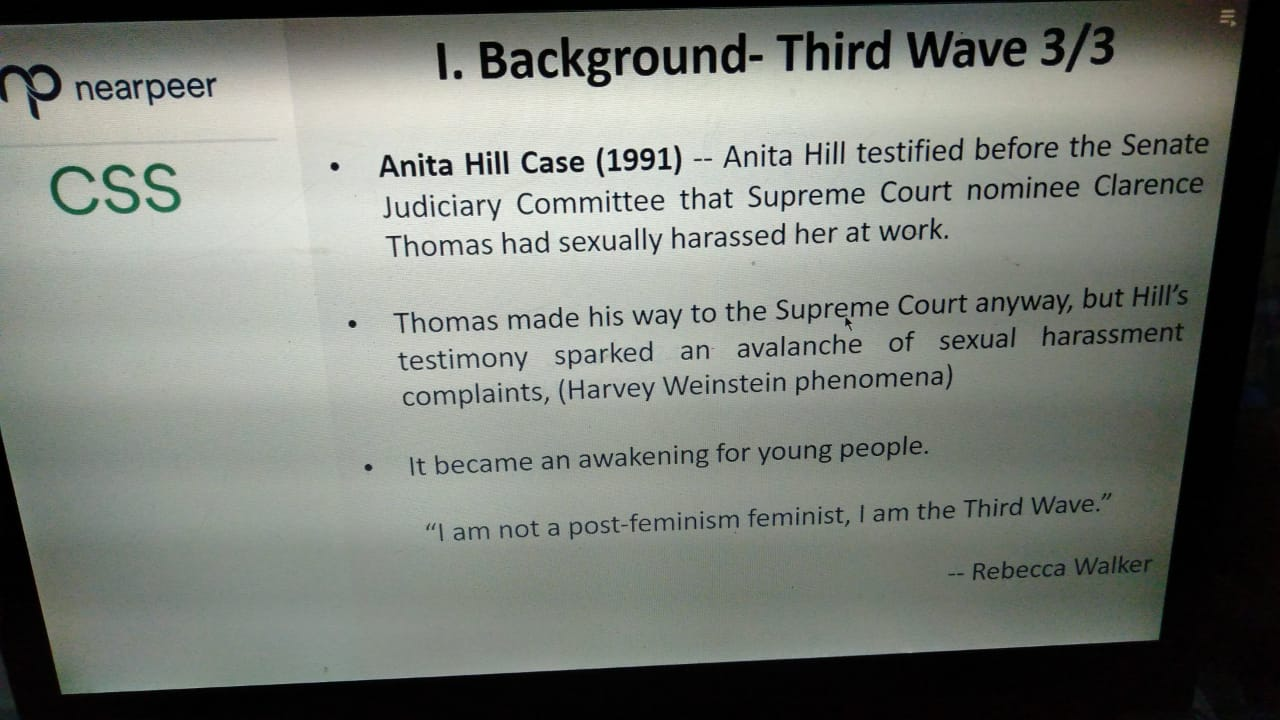 I. Background- Third Wave 3/3
nearpeer
CSS
• Anita Hill Case (1991) -- Anita Hill testified before the Senate
Judiciary Committee that Supreme Court nominee Clarence
Thomas had sexually harassed her at work.
• Thomas made his way to the Supreme Court anyway, but Hill's
testimony sparked an avalanche of sexual harassment
complaints, (Harvey Weinstein phenomena)
• It became an awakening for young people.
“I am not a post-feminism feminist, I am the Third Wave.”
-- Rebecca Walker